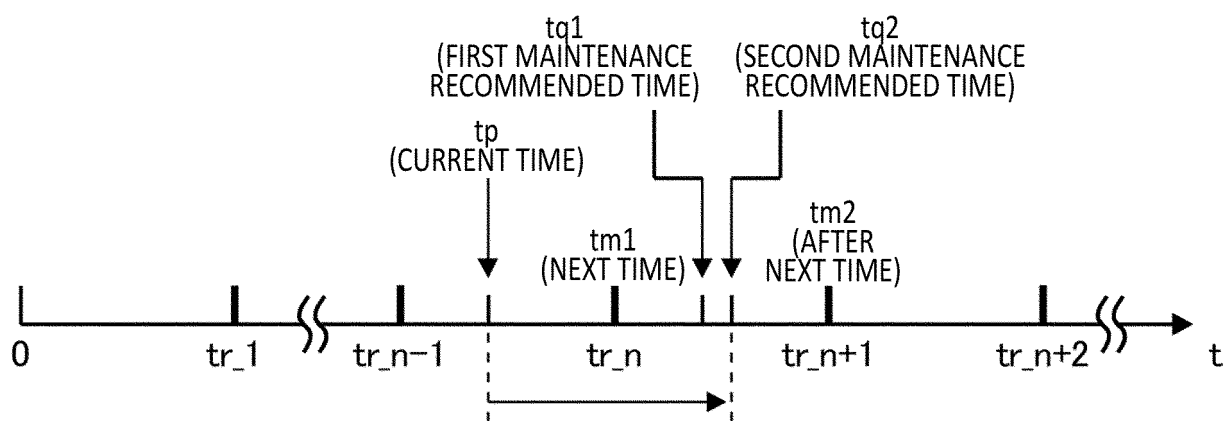 tq1
(FIRST MAINTENANCE
RECOMMENDED TIME)
tq2
(SECOND MAINTENANCE
RECOMMENDED TIME)
tp
(CURRENT TIME)
tm1
(NEXT TIME)
tm2
(AFTER
NEXT TIME)
0
tr_1
tr_n-1
tr_n
tr_n+1
tr_n+2
t